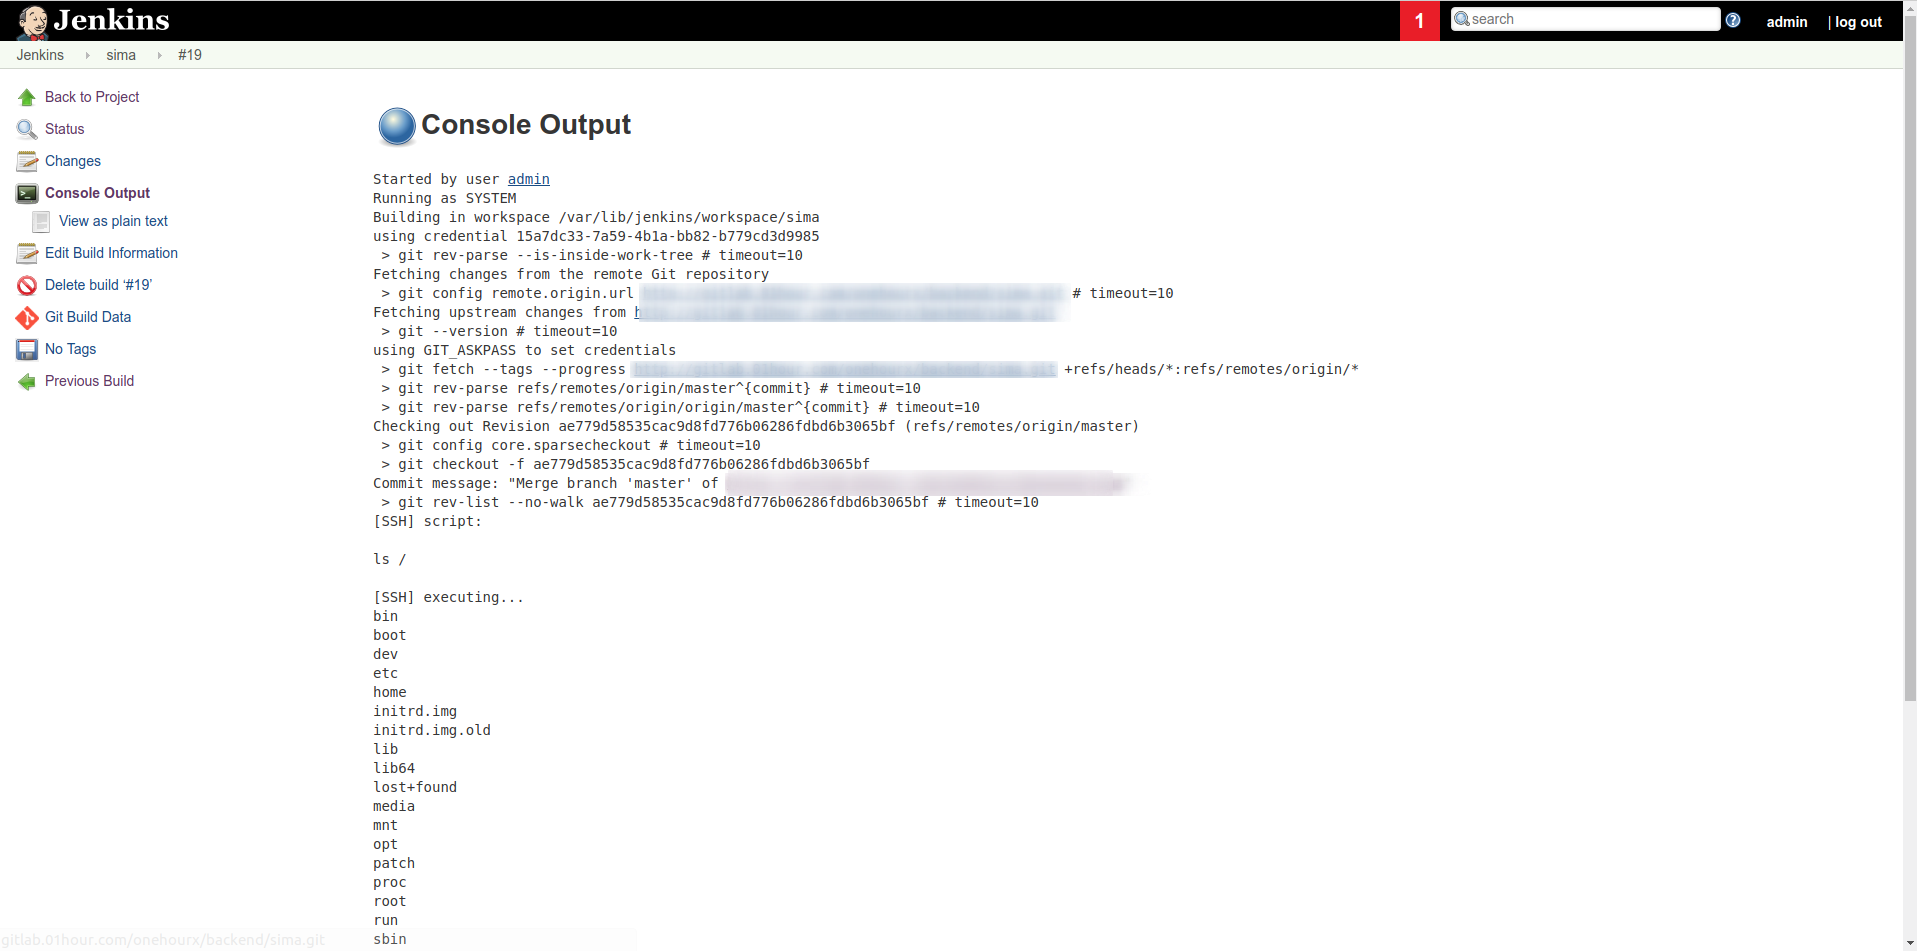 Jenkins
1
search
admin
| log out
Jenkins
sima
#19
Back to Project
Status
Changes
Console Output
View as plain text
Edit Build Information
Delete build ‘#19’
Git Build Data
No Tags
Previous Build
Console Output
Started by user admin
Running as SYSTEM
Building in workspace /var/lib/jenkins/workspace/sima
using credential 15a7dc33-7a59-4b1a-bb82-b779cd3d9985
> git rev-parse --is-inside-work-tree # timeout=10
Fetching changes from the remote Git repository
> git config remote.origin.url # timeout=10
Fetching upstream changes from
> git --version # timeout=10
using GIT_ASKPASS to set credentials
> git fetch --tags --progress +refs/heads/*:refs/remotes/origin/*
> git rev-parse refs/remotes/origin/master^{commit} # timeout=10
> git rev-parse refs/remotes/origin/origin/master^{commit} # timeout=10
Checking out Revision ae779d58535cac9d8fd776b06286fdbd6b3065bf (refs/remotes/origin/master)
> git config core.sparsecheckout # timeout=10
> git checkout -f ae779d58535cac9d8fd776b06286fdbd6b3065bf
Commit message: "Merge branch 'master' of
> git rev-list --no-walk ae779d58535cac9d8fd776b06286fdbd6b3065bf # timeout=10
[SSH] script:
ls /
[SSH] executing...
bin
boot
dev
etc
home
initrd.img
initrd.img.old
lib
lib64
lost+found
media
mnt
opt
patch
proc
root
run
sbin
gitlab.01hour.com/onehourx/backend/sima.git